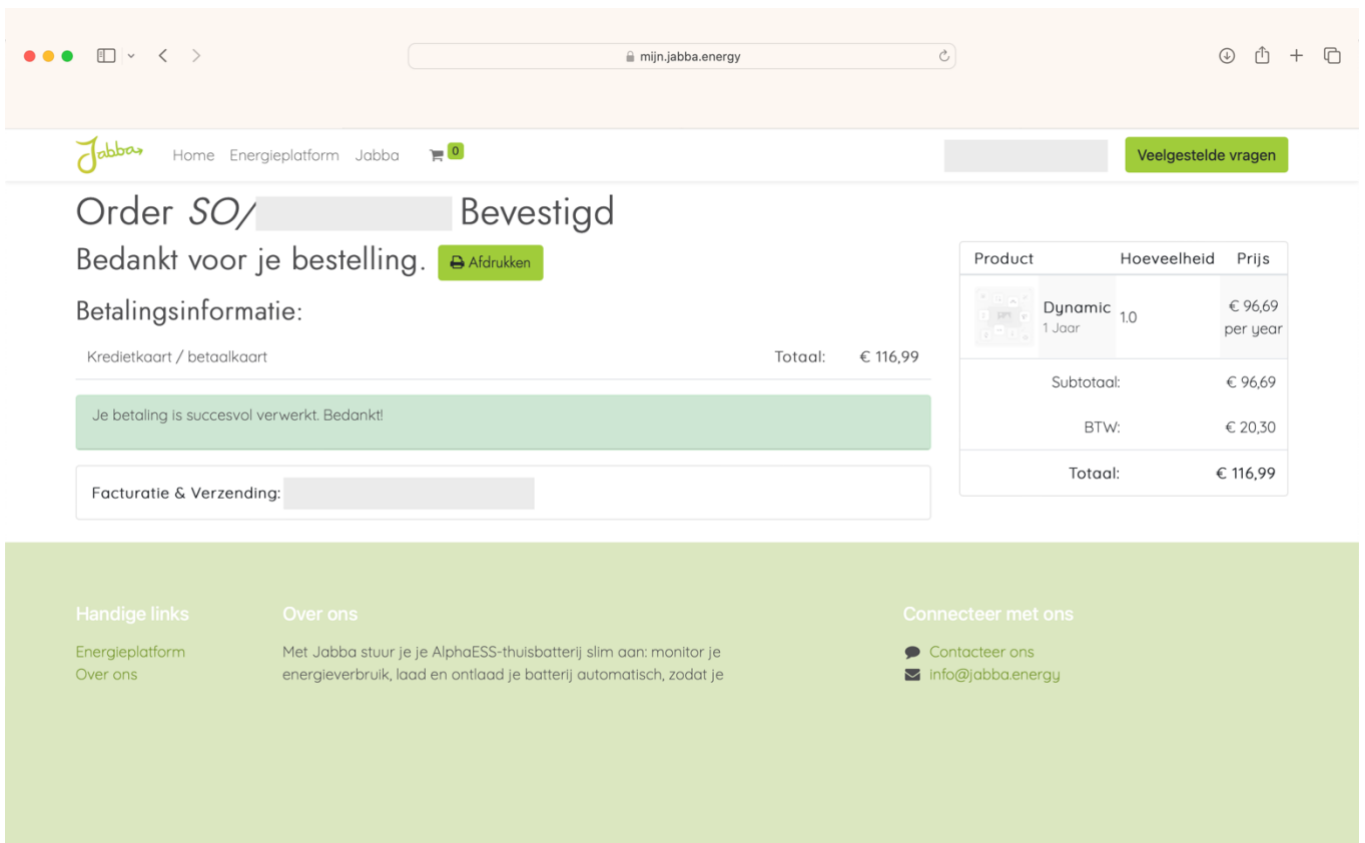 mijn.jabba.energy
Jabba
Home Energieplatform Jabba 0
Veelgestelde vragen
Order SO/ Bevestigd
Bedankt voor je bestelling. Afdrukken
Betalingsinformatie:
Kredietkaart / betaalkaart Totaal: € 116,99
Je betaling is succesvol verwerkt. Bedankt!
Facturatie & Verzending:
Product Hoeveelheid Prijs
Dynamic 1.0 € 96,69
1 Jaar per year
Subtotaal: € 96,69
BTW: € 20,30
Totaal: € 116,99
Handige links
Energieplatform
Over ons
Over ons
Met Jabba stuur je je AlphaESS-thuisbatterij slim aan: monitor je
energieverbruik, laad en ontlaad je batterij automatisch, zodat je
Connecteer met ons
Contacteer ons
info@jabba.energy